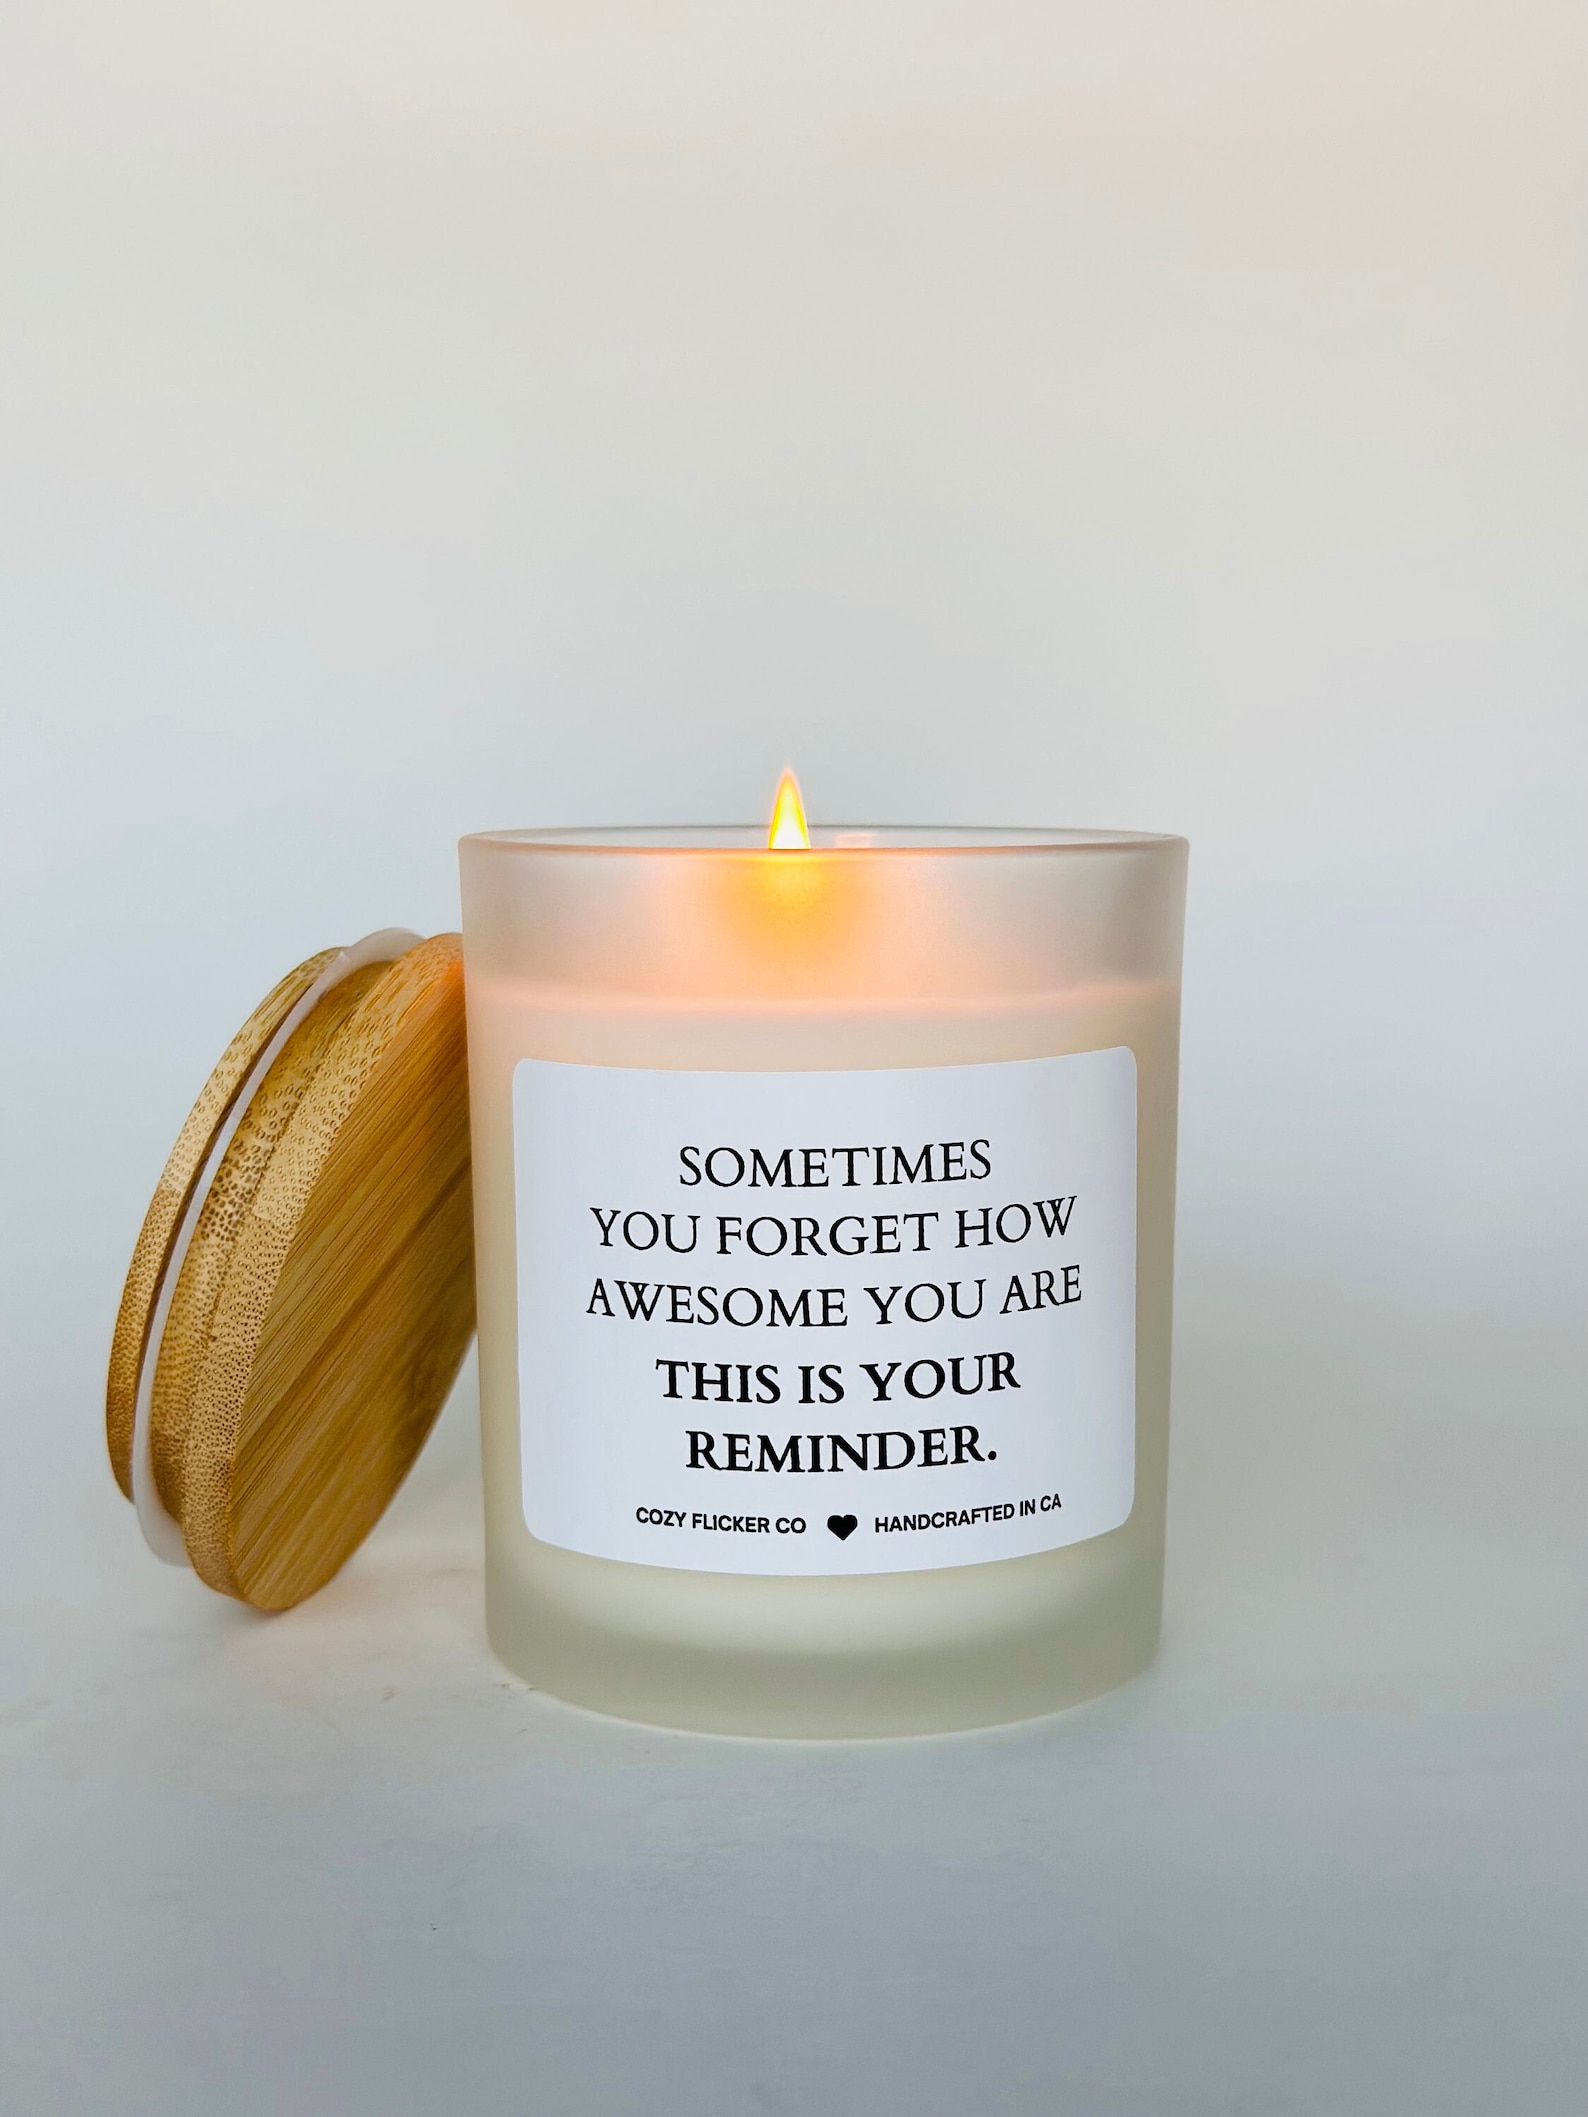 SOMETIMES
YOU FORGET HOW
AWESOME YOU ARE
THIS IS YOUR
REMINDER.
COZY FLICKER CO ♥ HANDCRAFTED IN CA